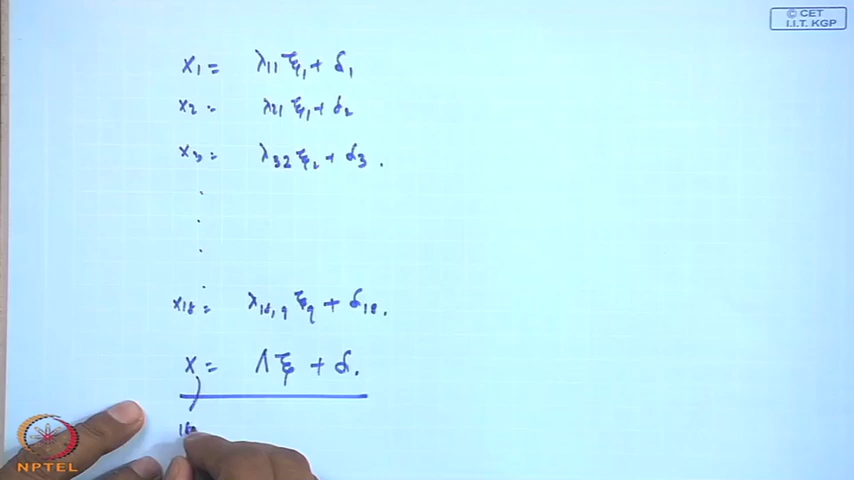 © CET
I.I.T. KGP
x₁ = λ₁₁ ξ₁ + δ₁
x₂ = λ₂₁ ξ₁ + δ₂
x₃ = λ₃₂ ξ₂ + δ₃.
.
.
.
.
x₁₈ = λ₁₈,₉ ξ₉ + δ₁₈.
x = Λ ξ + δ.
NPTEL